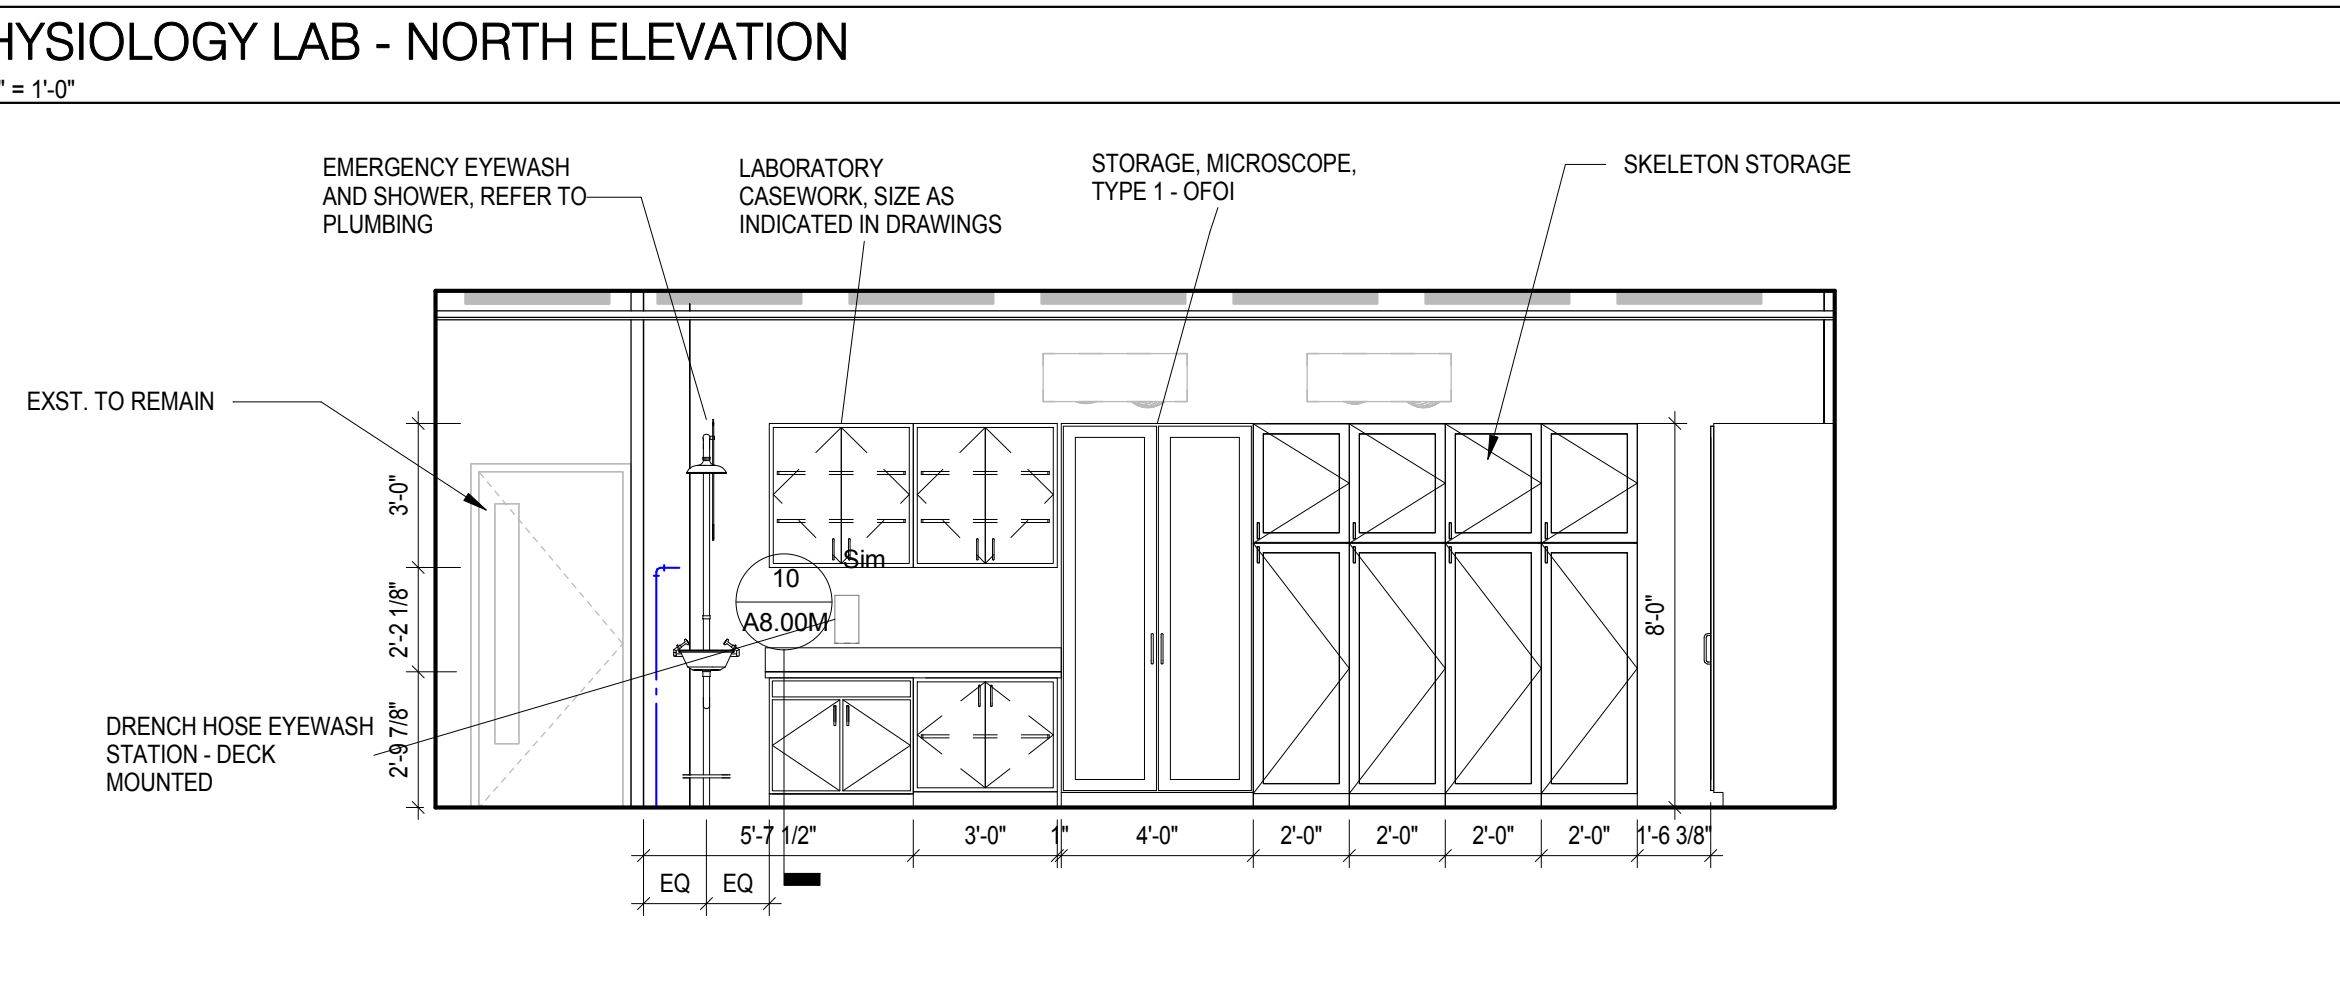 HYSIOLOGY LAB - NORTH ELEVATION
" = 1'-0"
EMERGENCY EYEWASH
AND SHOWER, REFER TO
PLUMBING
LABORATORY
CASEWORK, SIZE AS
INDICATED IN DRAWINGS
STORAGE, MICROSCOPE,
TYPE 1 - OFOI
SKELETON STORAGE
EXST. TO REMAIN
3'-0"
2'-2 1/8"
2'-9 7/8"
Sim
10
A8.00M
8'-0"
DRENCH HOSE EYEWASH
STATION - DECK
MOUNTED
5'-7 1/2"
3'-0"
1"
4'-0"
2'-0"
2'-0"
2'-0"
2'-0"
1'-6 3/8"
EQ
EQ